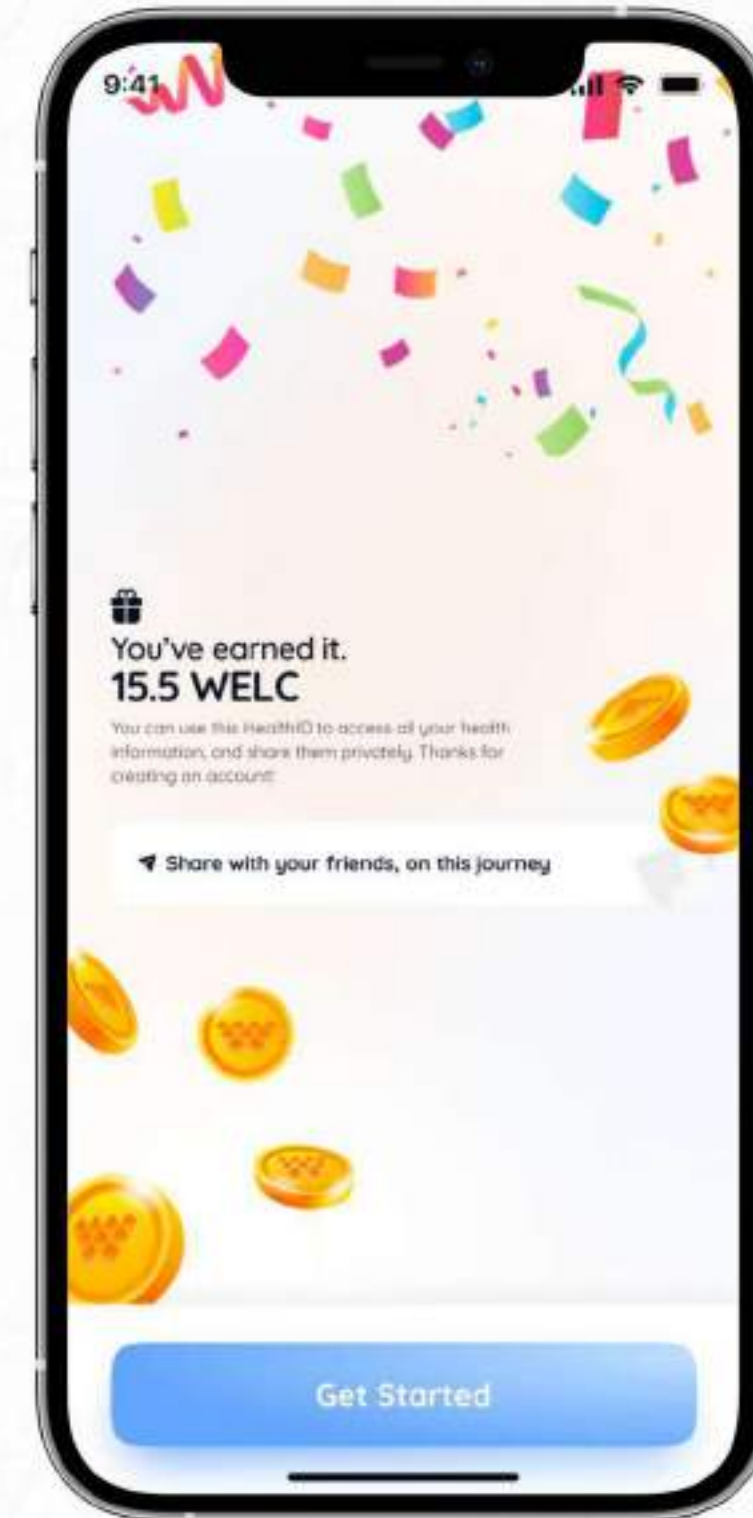 9:41
You've earned it.
15.5 WELC
You can use this HealthID to access all your health
information, and share them privately. Thanks for
creating an account!
Share with your friends, on this journey
Get Started